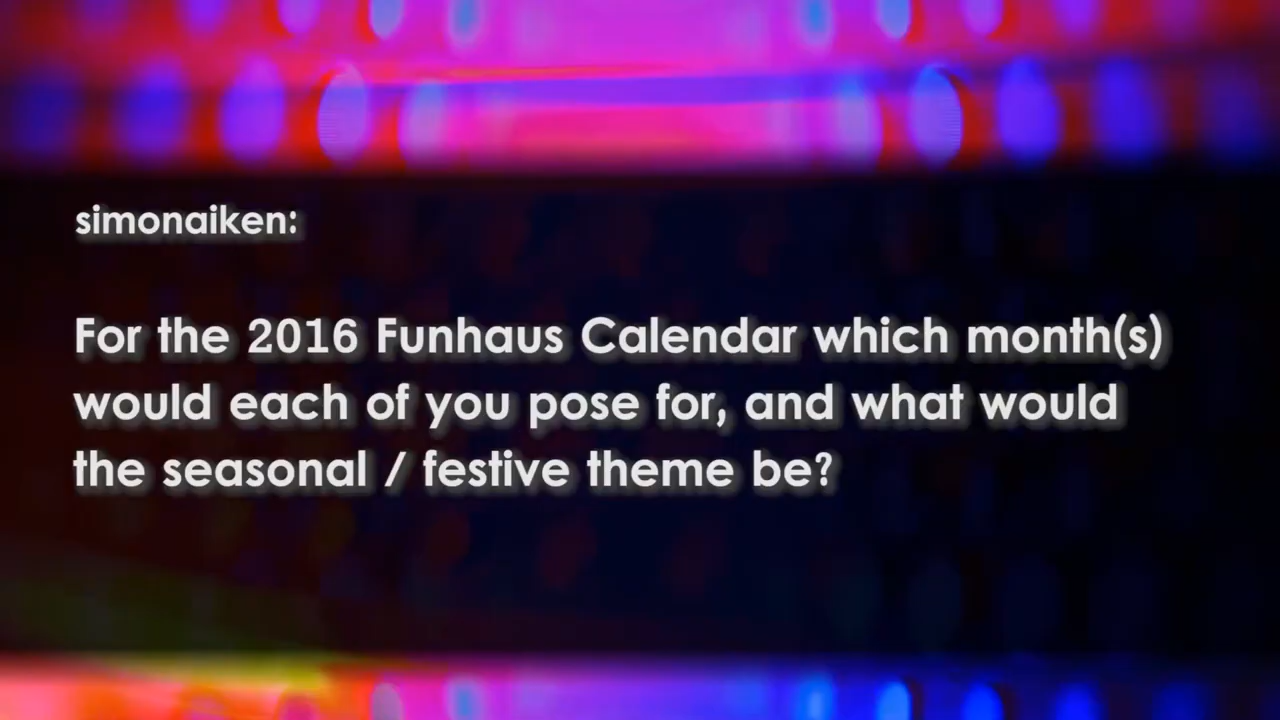 simonaiken:
For the 2016 Funhaus Calendar which month(s)
would each of you pose for, and what would
the seasonal / festive theme be?